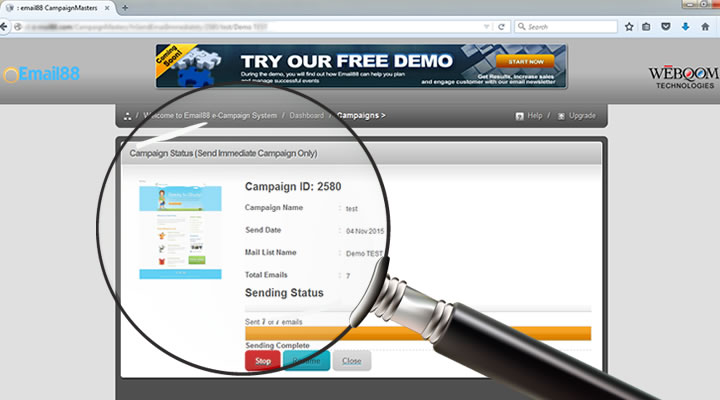 : email88 CampaignMasters
Search
Email88
Coming Soon!
TRY OUR FREE DEMO
During the demo, you will find out how Email88 can help you plan
and manage successful events
START NOW
Get Results, Increase sales
and engage customer with our email newsletter
WEBOOM
TECHNOLOGIES
/ Welcome to Email88 e-Campaign System / Dashboard / Campaigns >
Help / Upgrade
Campaign Status (Send Immediate Campaign Only)
Campaign ID: 2580
Campaign Name : test
Send Date : 04 Nov 2015
Mail List Name : Demo TEST
Total Emails : 7
Sending Status
Sent 7 of 7 emails
Sending Complete
Stop
Close